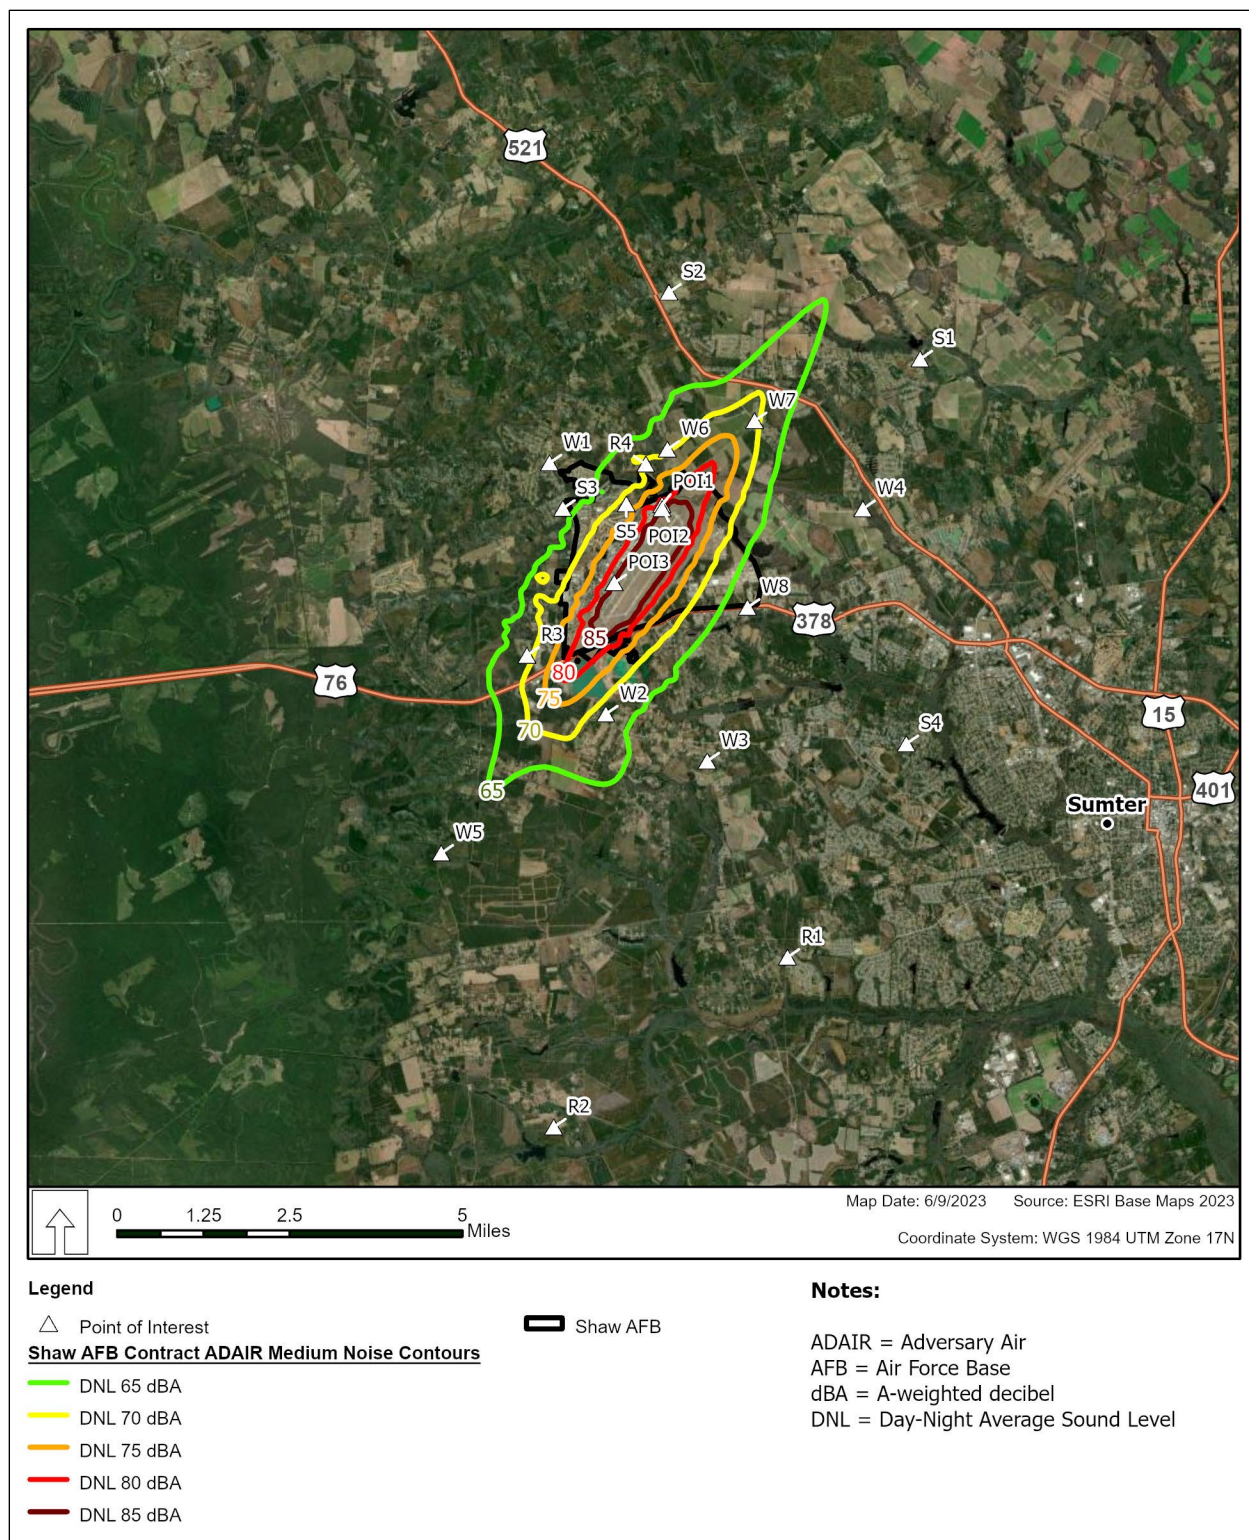 521
S2
S1
W7
W6
R4
W1
POI1
S3
W4
S5
POI2
POI3
W8
378
85
R3
80
76
75
W2
15
70
W3
S4
65
401
Sumter
W5
R1
R2
0 1.25 2.5 5
Miles
Map Date: 6/9/2023 Source: ESRI Base Maps 2023
Coordinate System: WGS 1984 UTM Zone 17N
Legend
Point of Interest
Shaw AFB
Shaw AFB Contract ADAIR Medium Noise Contours
DNL 65 dBA
DNL 70 dBA
DNL 75 dBA
DNL 80 dBA
DNL 85 dBA
Notes:
ADAIR = Adversary Air
AFB = Air Force Base
dBA = A-weighted decibel
DNL = Day-Night Average Sound Level